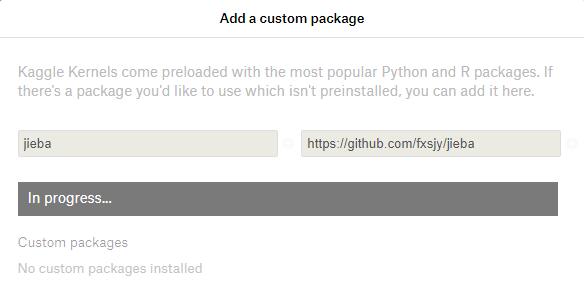 Add a custom package
Kaggle Kernels come preloaded with the most popular Python and R packages. If
there's a package you'd like to use which isn't preinstalled, you can add it here.
jieba https://github.com/fxsjy/jieba
In progress...
Custom packages
No custom packages installed